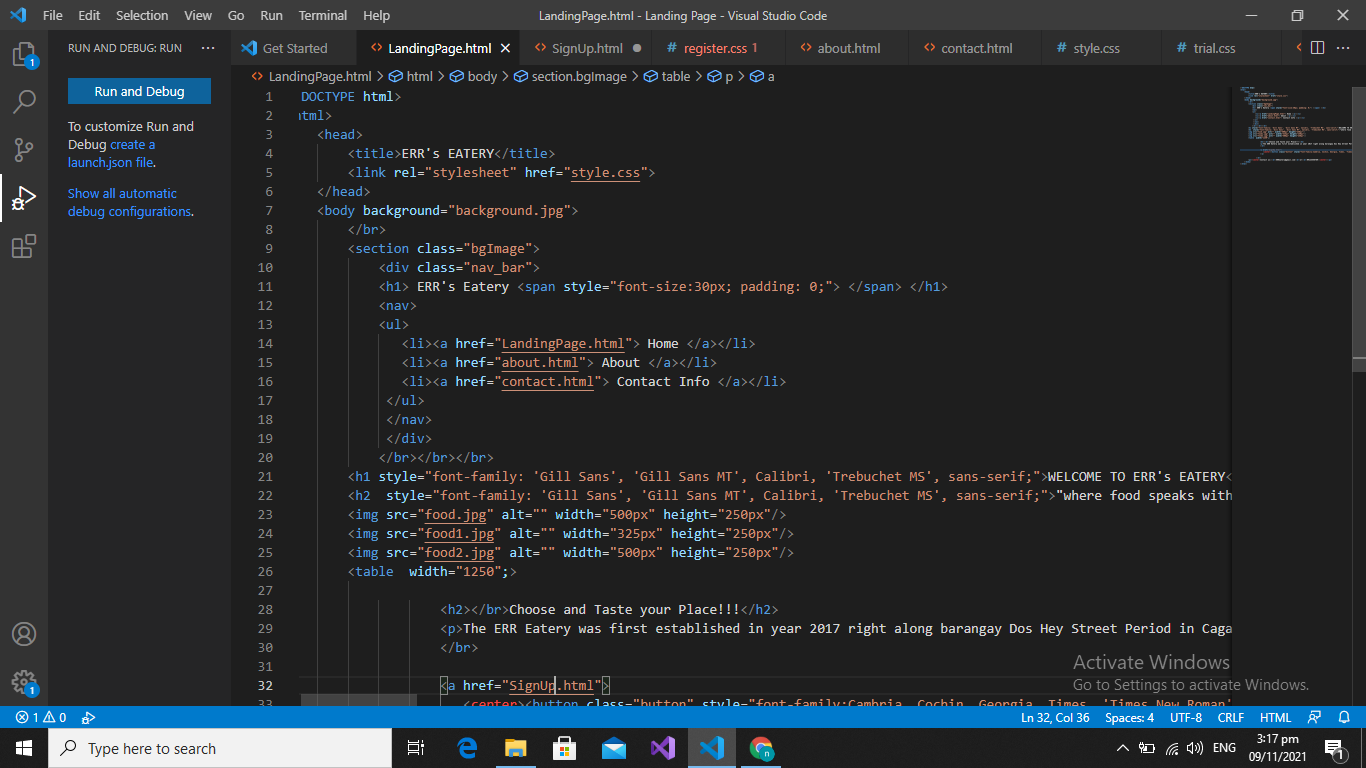 File Edit Selection View Go Run Terminal Help LandingPage.html - Landing Page - Visual Studio Code
RUN AND DEBUG: RUN ··· Get Started LandingPage.html SignUp.html register.css 1 about.html contact.html style.css trial.css
LandingPage.html > html > body > section.bgImage > table > p > a
Run and Debug
To customize Run and
Debug create a
launch.json file.
Show all automatic
debug configurations.
1 DOCTYPE html>
2 html>
3 <head>
4 <title>ERR's EATERY</title>
5 <link rel="stylesheet" href="style.css">
6 </head>
7 <body background="background.jpg">
8 </br>
9 <section class="bgImage">
10 <div class="nav_bar">
11 <h1> ERR's Eatery <span style="font-size:30px; padding: 0;"> </span> </h1>
12 <nav>
13 <ul>
14 <li><a href="LandingPage.html"> Home </a></li>
15 <li><a href="about.html"> About </a></li>
16 <li><a href="contact.html"> Contact Info </a></li>
17 </ul>
18 </nav>
19 </div>
20 </br></br></br>
21 <h1 style="font-family: 'Gill Sans', 'Gill Sans MT', Calibri, 'Trebuchet MS', sans-serif;">WELCOME TO ERR's EATERY<
22 <h2  style="font-family: 'Gill Sans', 'Gill Sans MT', Calibri, 'Trebuchet MS', sans-serif;">"where food speaks with
23 <img src="food.jpg" alt="" width="500px" height="250px"/>
24 <img src="food1.jpg" alt="" width="325px" height="250px"/>
25 <img src="food2.jpg" alt="" width="500px" height="250px"/>
26 <table  width="1250";>
27
28 <h2></br>Choose and Taste your Place!!!</h2>
29 <p>The ERR Eatery was first established in year 2017 right along barangay Dos Hey Street Period in Caga
30 </br>
31
32 <a href="SignUp.html">
33 <center><button class="button" style="font-family:Cambria, Cochin, Georgia, Times, 'Times New Roman'
Activate Windows
Go to Settings to activate Windows.
1
1
1 0 Ln 32, Col 36 Spaces: 4 UTF-8 CRLF HTML
Type here to search ENG 3:17 pm
09/11/2021
1